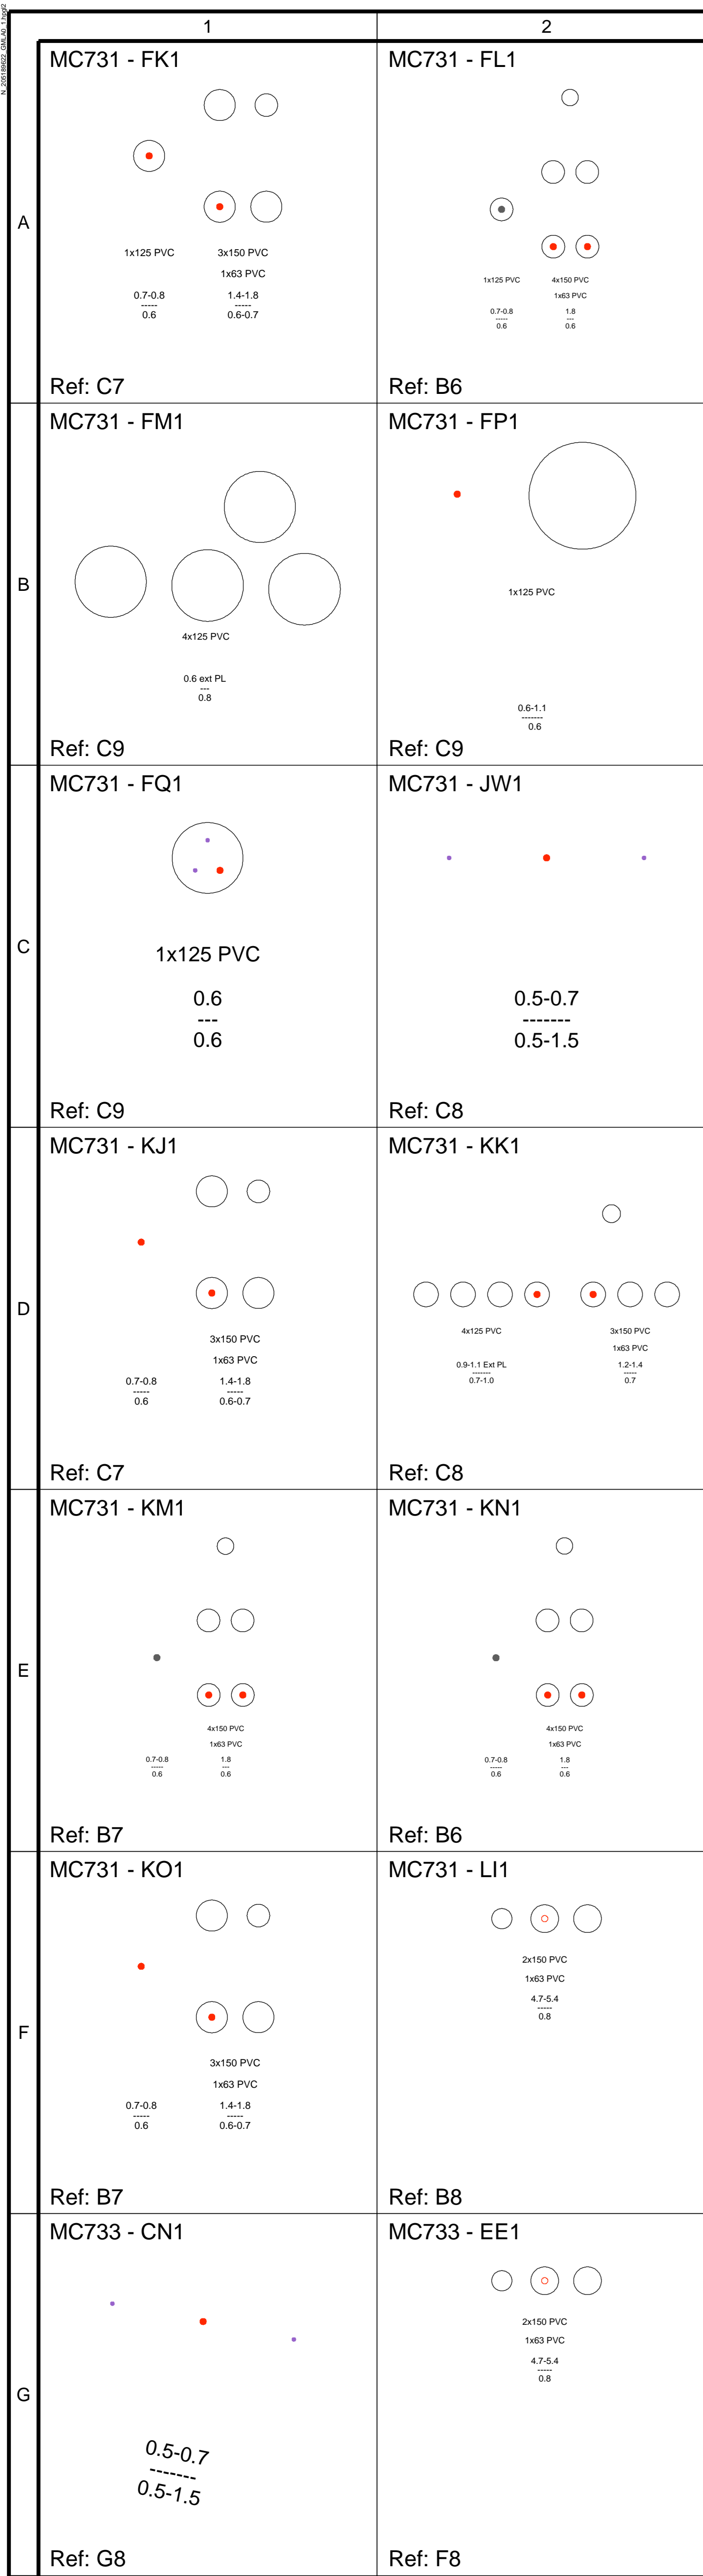 N_205189622_GMLA0_1.hpgl2
1 2
A
MC731 - FK1
1x125 PVC 3x150 PVC
1x63 PVC
0.7-0.8 1.4-1.8
----- -----
0.6 0.6-0.7
Ref: C7
MC731 - FL1
1x125 PVC 4x150 PVC
1x63 PVC
0.7-0.8 1.8
----- ---
0.6 0.6
Ref: B6
B
MC731 - FM1
4x125 PVC
0.6 ext PL
---
0.8
Ref: C9
MC731 - FP1
1x125 PVC
0.6-1.1
-------
0.6
Ref: C9
C
MC731 - FQ1
1x125 PVC
0.6
---
0.6
Ref: C9
MC731 - JW1
0.5-0.7
-------
0.5-1.5
Ref: C8
D
MC731 - KJ1
3x150 PVC
1x63 PVC
0.7-0.8 1.4-1.8
----- -----
0.6 0.6-0.7
Ref: C7
MC731 - KK1
4x125 PVC 3x150 PVC
1x63 PVC
0.9-1.1 Ext PL 1.2-1.4
------- -----
0.7-1.0 0.7
Ref: C8
E
MC731 - KM1
4x150 PVC
1x63 PVC
0.7-0.8 1.8
----- ---
0.6 0.6
Ref: B7
MC731 - KN1
4x150 PVC
1x63 PVC
0.7-0.8 1.8
----- ---
0.6 0.6
Ref: B6
F
MC731 - KO1
3x150 PVC
1x63 PVC
0.7-0.8 1.4-1.8
----- -----
0.6 0.6-0.7
Ref: B7
MC731 - LI1
2x150 PVC
1x63 PVC
4.7-5.4
-----
0.8
Ref: B8
G
MC733 - CN1
0.5-0.7
-------
0.5-1.5
Ref: G8
MC733 - EE1
2x150 PVC
1x63 PVC
4.7-5.4
-----
0.8
Ref: F8